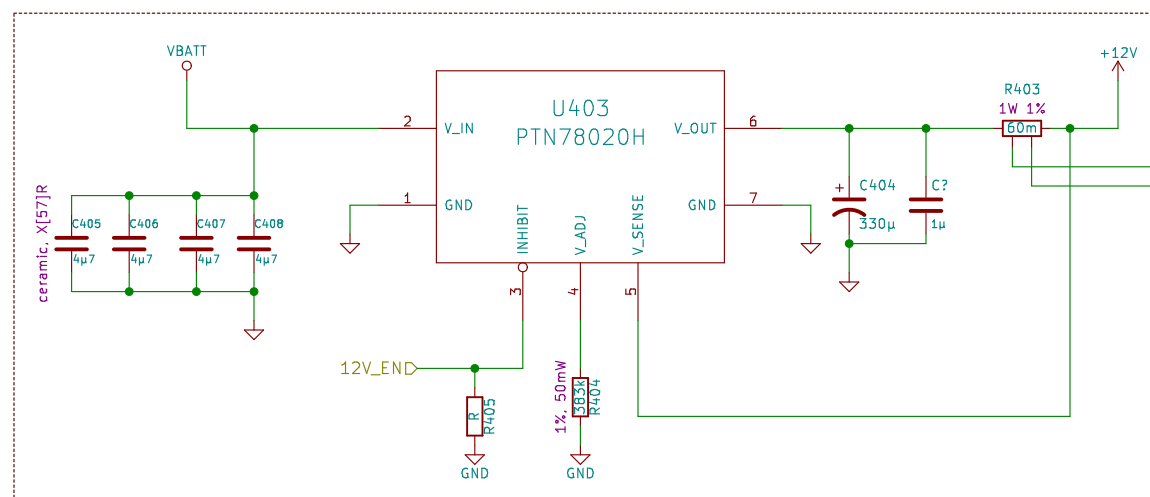 VBATT
+12V
R403
1W 1%
60m
U403
PTN78020H
2
V_IN
V_OUT
6
1
GND
GND
7
INHIBIT
V_ADJ
V_SENSE
3
4
5
ceramic, X[57]R
C405
4µ7
C406
4µ7
C407
4µ7
C408
4µ7
+
C404
330µ
C?
1µ
12V_EN
R
R405
GND
1%, 50mW
383k
R404
GND